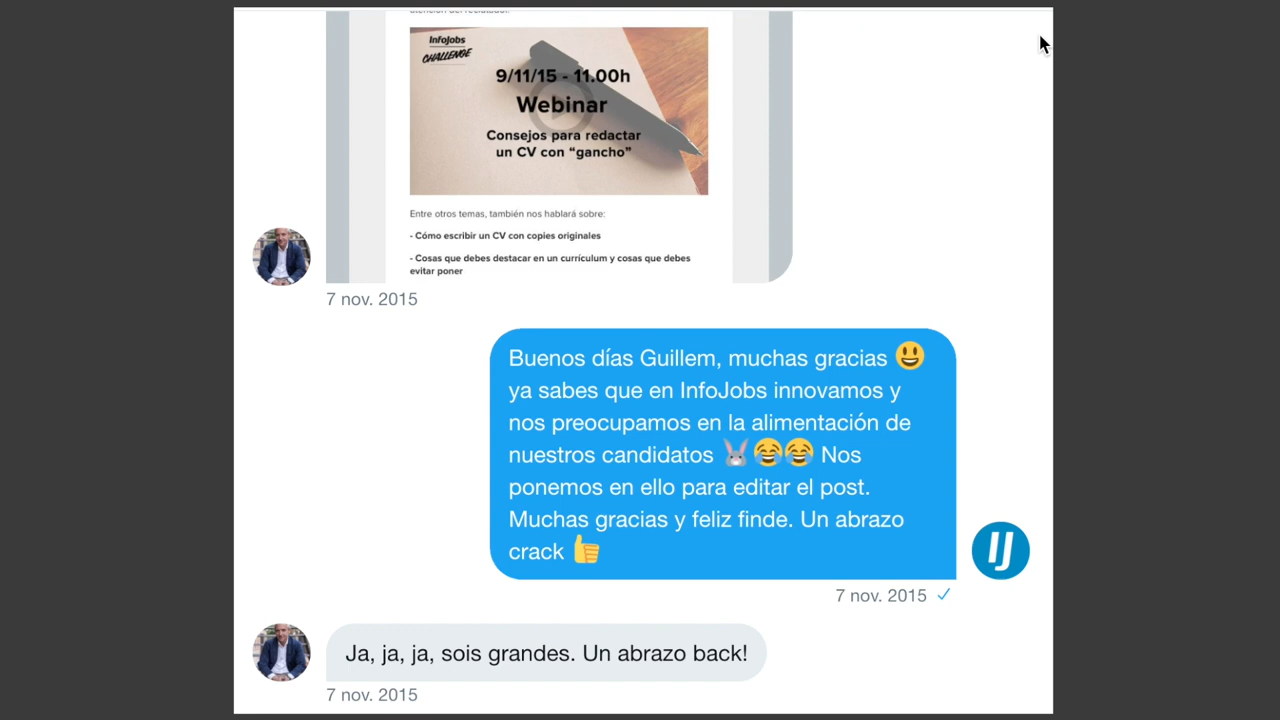 InfoJobs
CHALLENGE
9/11/15 - 11.00h
Webinar
Consejos para redactar
un CV con “gancho”
Entre otros temas, también nos hablará sobre:
- Cómo escribir un CV con copies originales
- Cosas que debes destacar en un currículum y cosas que debes
evitar poner
7 nov. 2015
Buenos días Guillem, muchas gracias 😃
ya sabes que en InfoJobs innovamos y
nos preocupamos en la alimentación de
nuestros candidatos 🐰😂😂 Nos
ponemos en ello para editar el post.
Muchas gracias y feliz finde. Un abrazo
crack 👍
IJ
7 nov. 2015 ✓
Ja, ja, ja, sois grandes. Un abrazo back!
7 nov. 2015